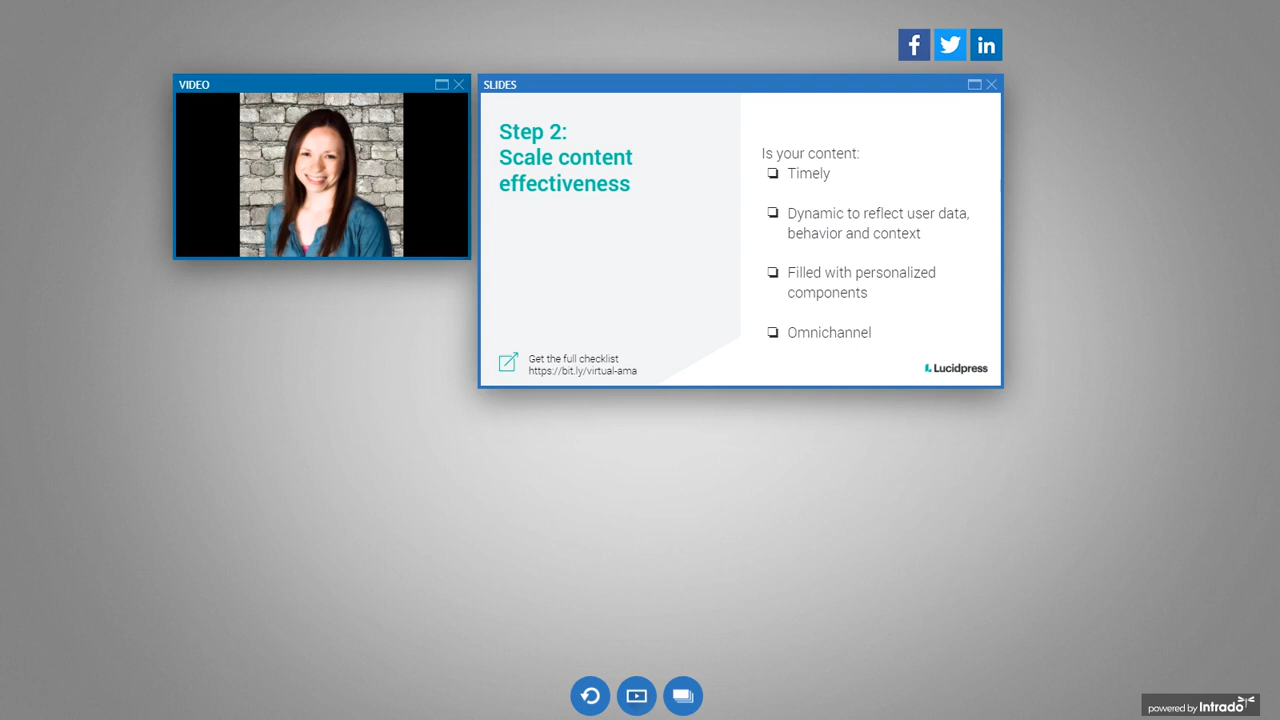 VIDEO
SLIDES
Step 2:
Scale content
effectiveness
Is your content:
Timely
Dynamic to reflect user data,
behavior and context
Filled with personalized
components
Omnichannel
Get the full checklist
https://bit.ly/virtual-ama
Lucidpress
powered by Intrado